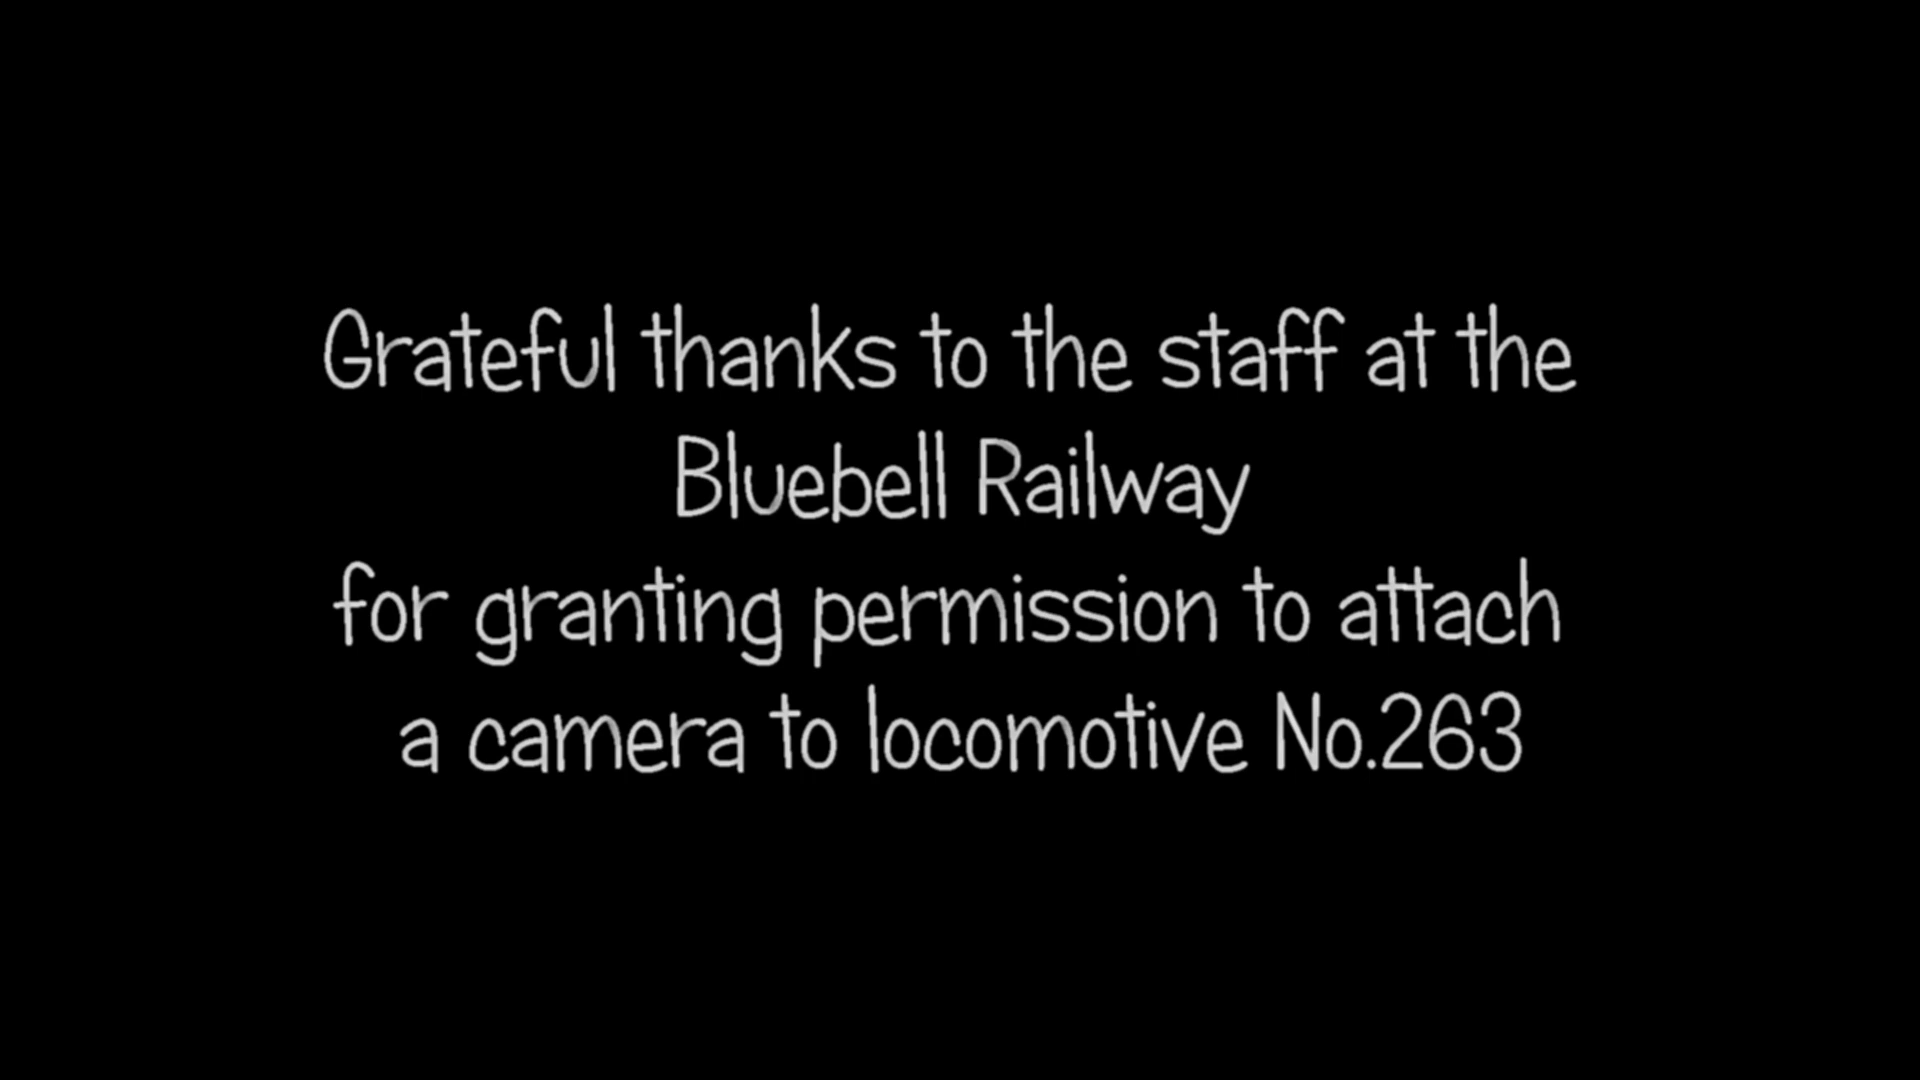 Grateful thanks to the staff at the
Bluebell Railway
for granting permission to attach
a camera to locomotive No.263